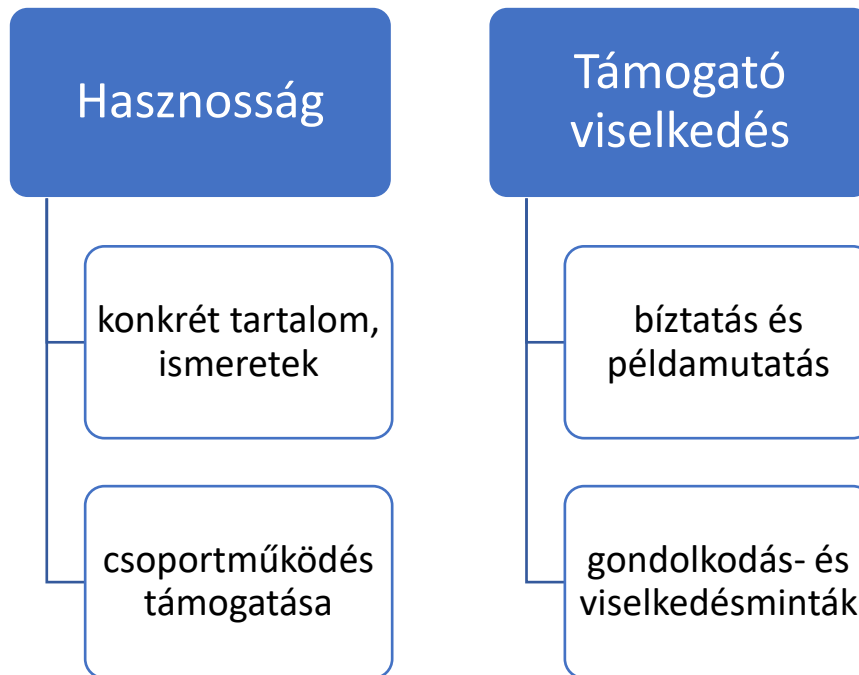 Hasznosság
konkrét tartalom,
ismeretek
csoportműködés
támogatása
Támogató
viselkedés
bíztatás és
példamutatás
gondolkodás- és
viselkedésminták